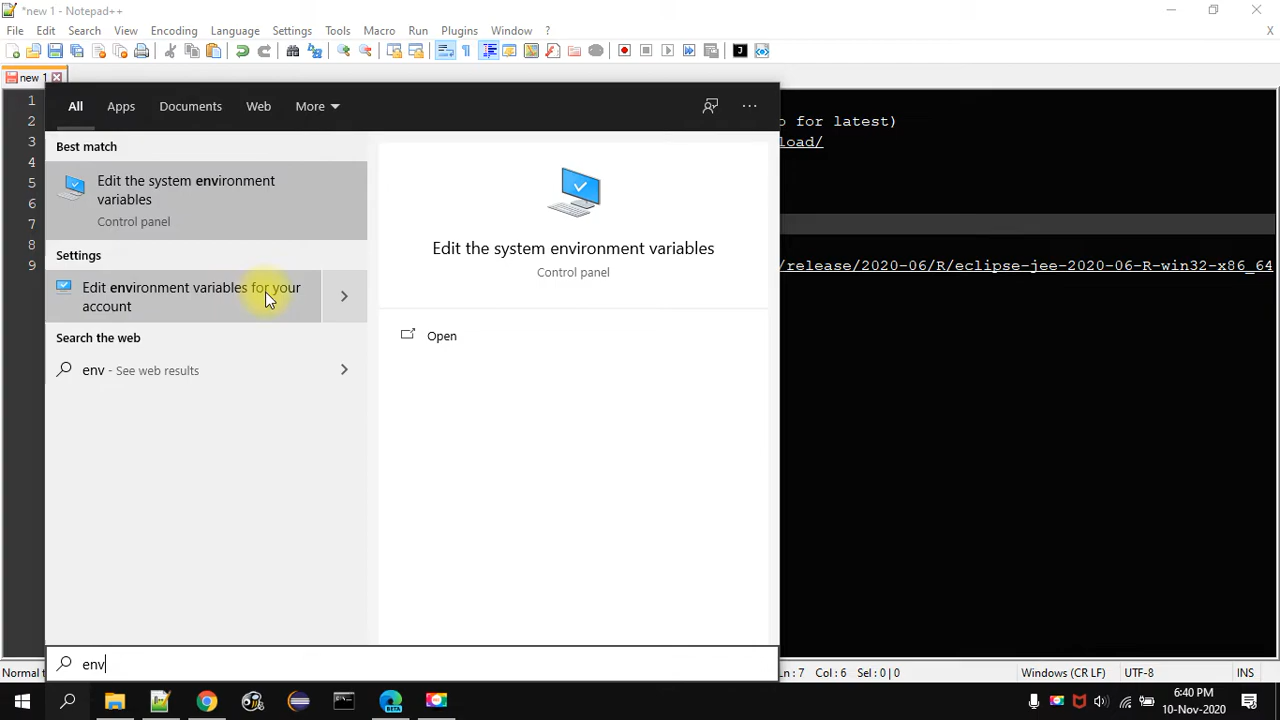 *new 1 - Notepad++
File Edit Search View Encoding Language Settings Tools Macro Run Plugins Window ?
X
new 1
All Apps Documents Web More
Best match
Edit the system environment
variables
Control panel
Settings
Edit environment variables for your
account
Search the web
env - See web results
Edit the system environment variables
Control panel
Open
env
1
2
3
4
5
6
7
8
9
o for latest)
load/
/release/2020-06/R/eclipse-jee-2020-06-R-win32-x86_64
Normal t
Ln : 7 Col : 6 Sel : 0 | 0
Windows (CR LF)
UTF-8
INS
BETA
6:40 PM
10-Nov-2020